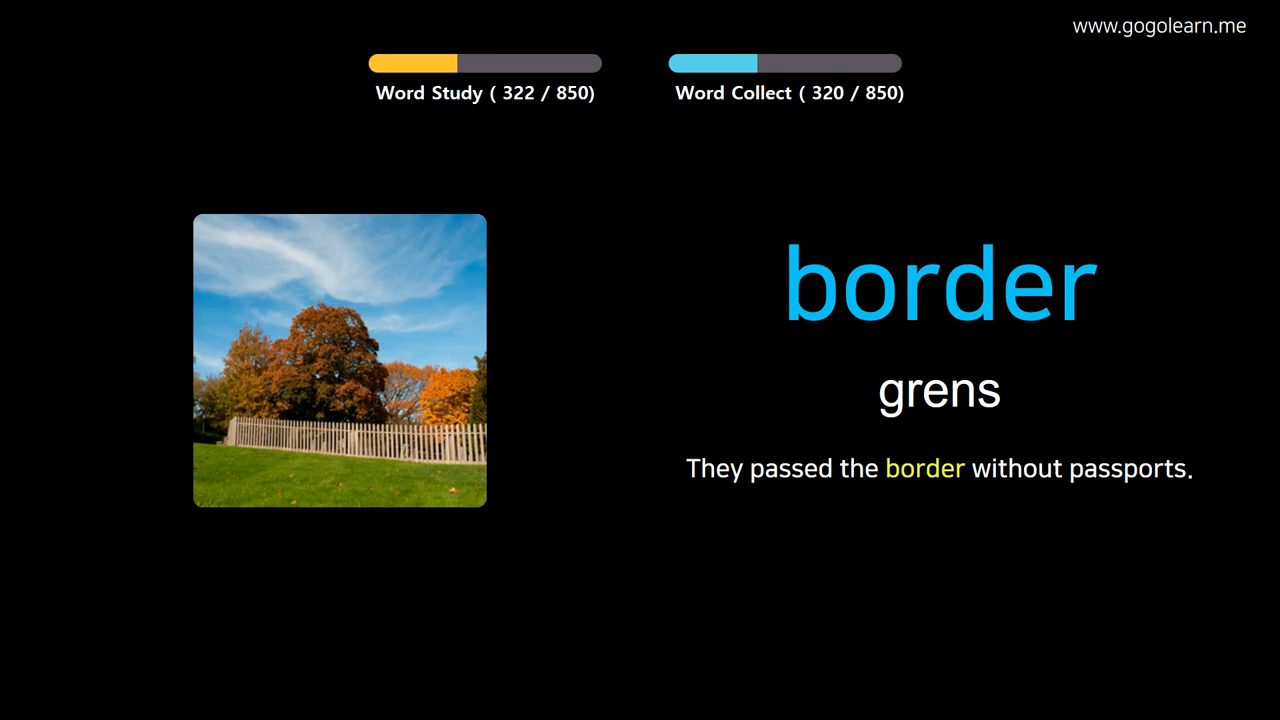 www.gogolearn.me
Word Study ( 322 / 850)
Word Collect ( 320 / 850)
border
grens
They passed the border without passports.